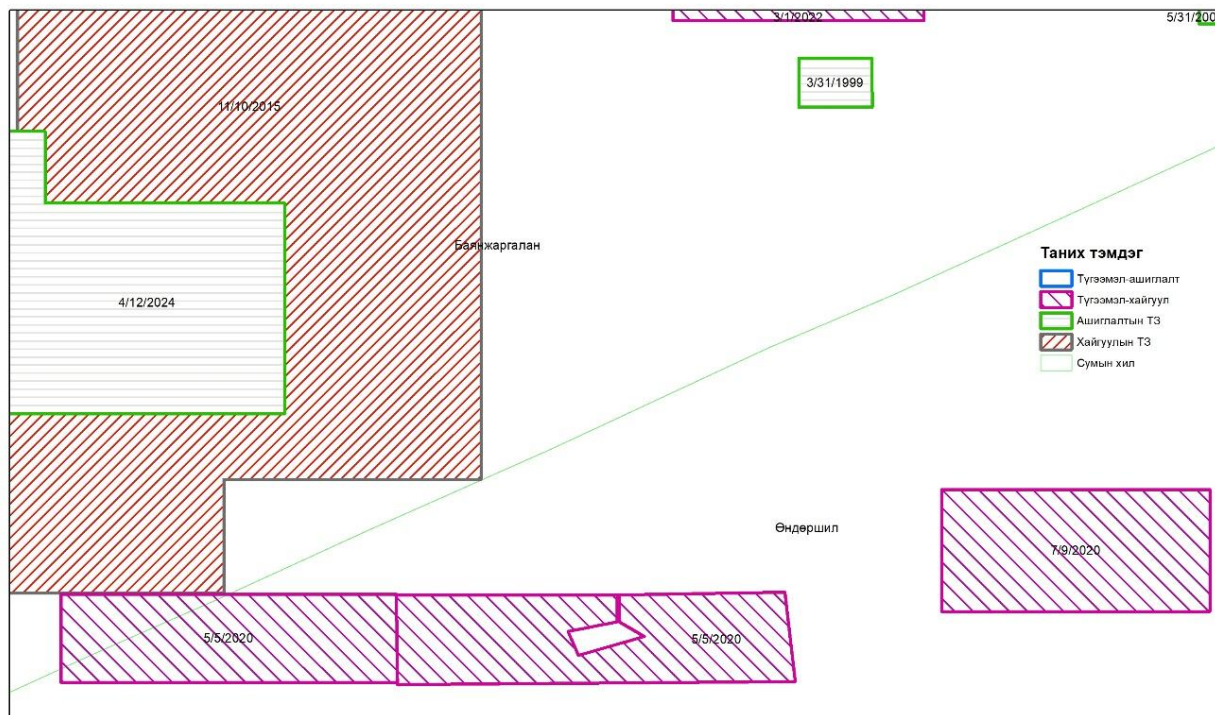 3/1/2022
5/31/200
3/31/1999
11/10/2015
Баянжаргалан
4/12/2024
Таних тэмдэг
Түгээмэл-ашиглалт
Түгээмэл-хайгуул
Ашиглалтын ТЗ
Хайгуулын ТЗ
Сумын хил
Өндөршил
7/9/2020
5/5/2020
5/5/2020